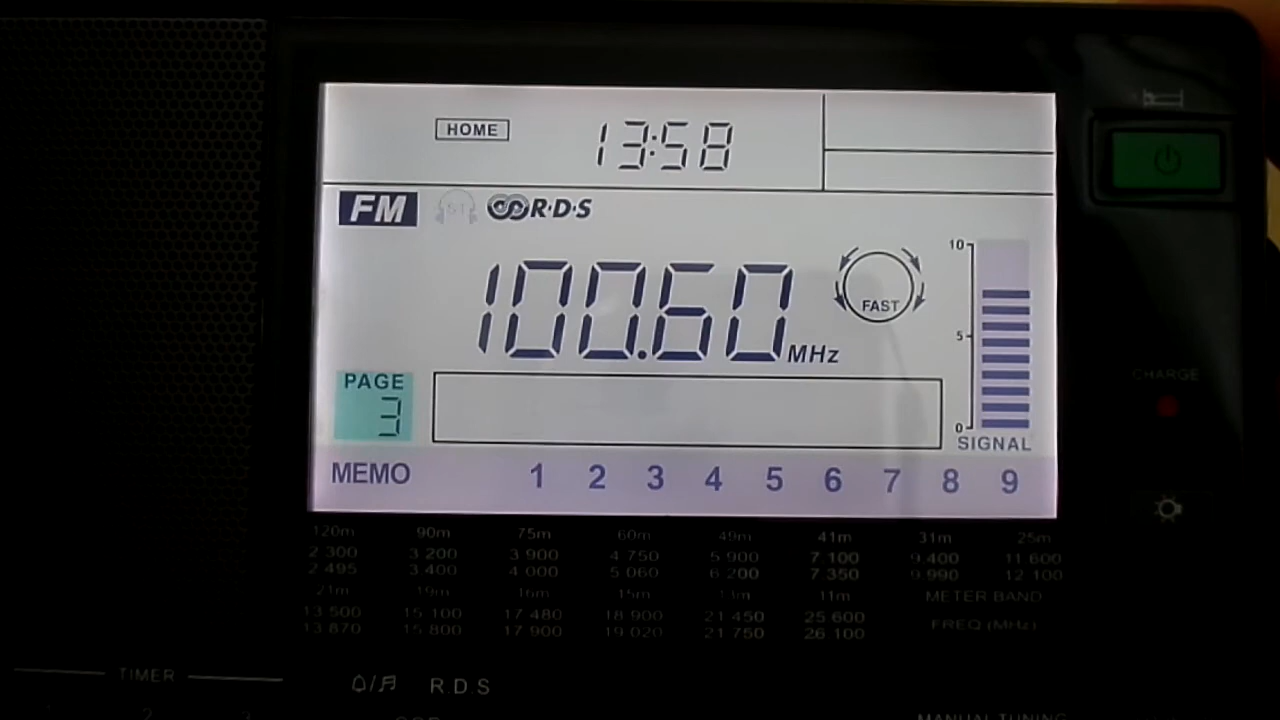 HOME 13:58
FM ST R·D·S
100.60 MHz
FAST
10
5
0
SIGNAL
PAGE
3
MEMO 1 2 3 4 5 6 7 8 9
CHARGE
120m 90m 75m 60m 49m 41m 31m 25m
2 300 3 200 3 900 4 750 5 900 7 100 9 400 11 600
2 495 3 400 4 000 5 060 6 200 7 350 9 990 12 100
21m 19m 16m 15m 13m 11m METER BAND
13 500 15 100 17 480 18 900 21 450 25 600 FREQ (MHz)
13 870 15 800 17 900 19 020 21 750 26 100
TIMER
R.D.S
MANUAL TUNING